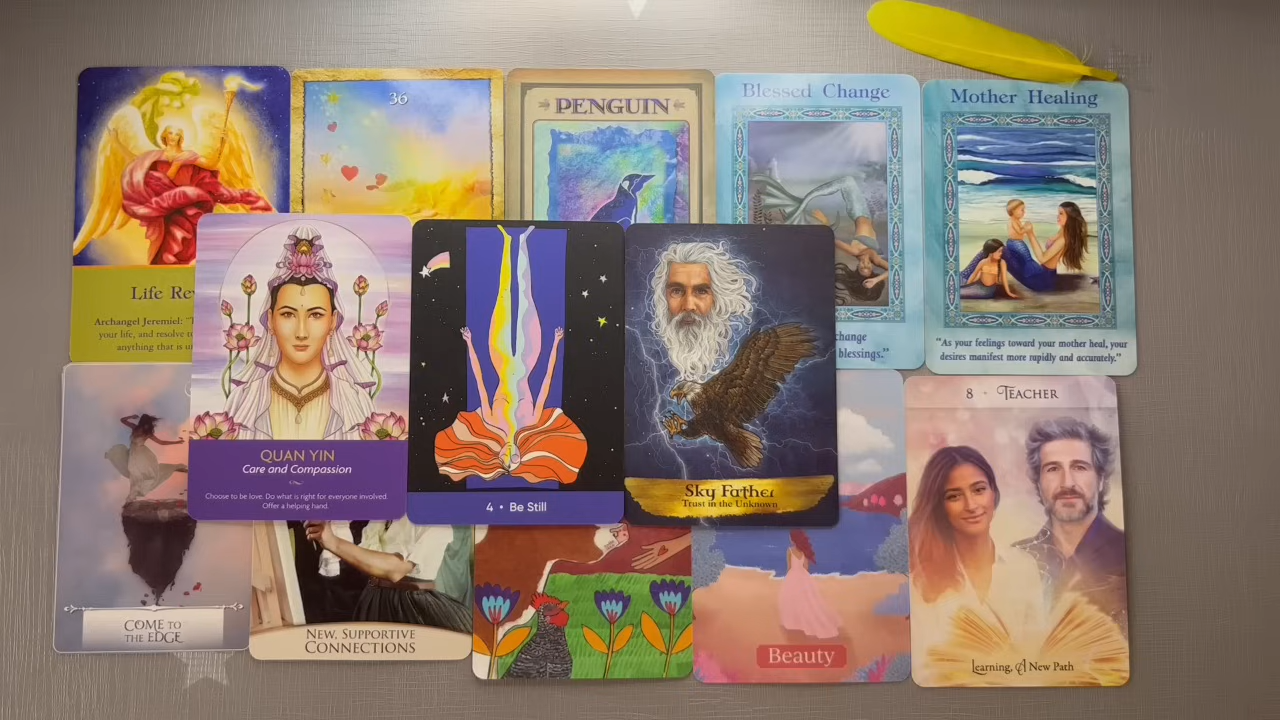 Life Re
Archangel Jeremiel:
your life, and resolve
anything that is
36
PENGUIN
Blessed Change
change
blessings.”
Mother Healing
“As your feelings toward your mother heal, your
desires manifest more rapidly and accurately.”
QUAN YIN
Care and Compassion
Choose to be love. Do what is right for everyone involved.
Offer a helping hand.
4 • Be Still
Sky Father
Trust in the Unknown
COME TO
THE EDGE
NEW, SUPPORTIVE
CONNECTIONS
Beauty
8 • TEACHER
Learning, A New Path